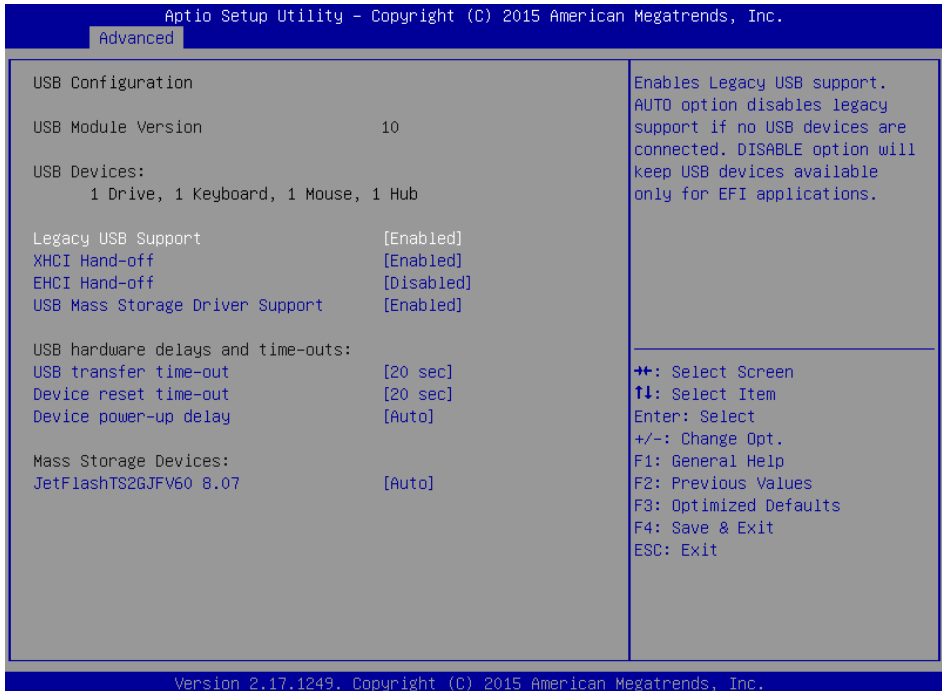 Aptio Setup Utility – Copyright (C) 2015 American Megatrends, Inc.
Advanced
USB Configuration
USB Module Version 10
USB Devices:
1 Drive, 1 Keyboard, 1 Mouse, 1 Hub
Legacy USB Support [Enabled]
XHCI Hand-off [Enabled]
EHCI Hand-off [Disabled]
USB Mass Storage Driver Support [Enabled]
USB hardware delays and time-outs:
USB transfer time-out [20 sec]
Device reset time-out [20 sec]
Device power-up delay [Auto]
Mass Storage Devices:
JetFlashTS2GJFV60 8.07 [Auto]
Enables Legacy USB support.
AUTO option disables legacy
support if no USB devices are
connected. DISABLE option will
keep USB devices available
only for EFI applications.
→←: Select Screen
↑↓: Select Item
Enter: Select
+/-: Change Opt.
F1: General Help
F2: Previous Values
F3: Optimized Defaults
F4: Save & Exit
ESC: Exit
Version 2.17.1249. Copyright (C) 2015 American Megatrends, Inc.